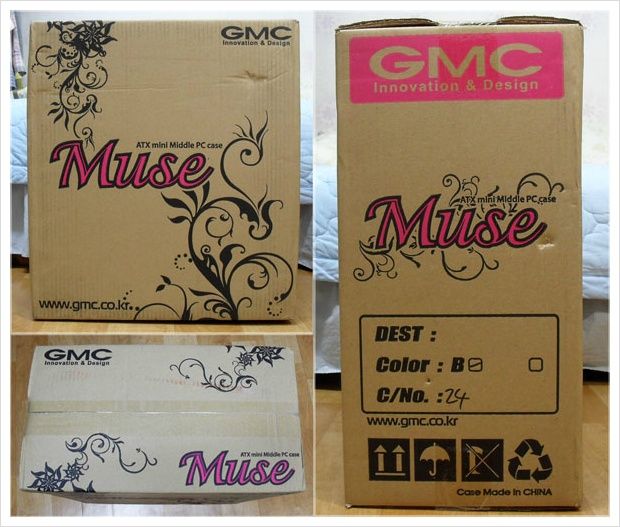 GMC
Innovation & Design
ATX mini Middle PC case
Muse
www.gmc.co.kr
GMC
Innovation & Design
ATX mini Middle PC case
Muse
GMC
Innovation & Design
ATX mini Middle PC case
Muse
DEST :
Color : B
C/No. : 24
www.gmc.co.kr
Case Made in CHINA